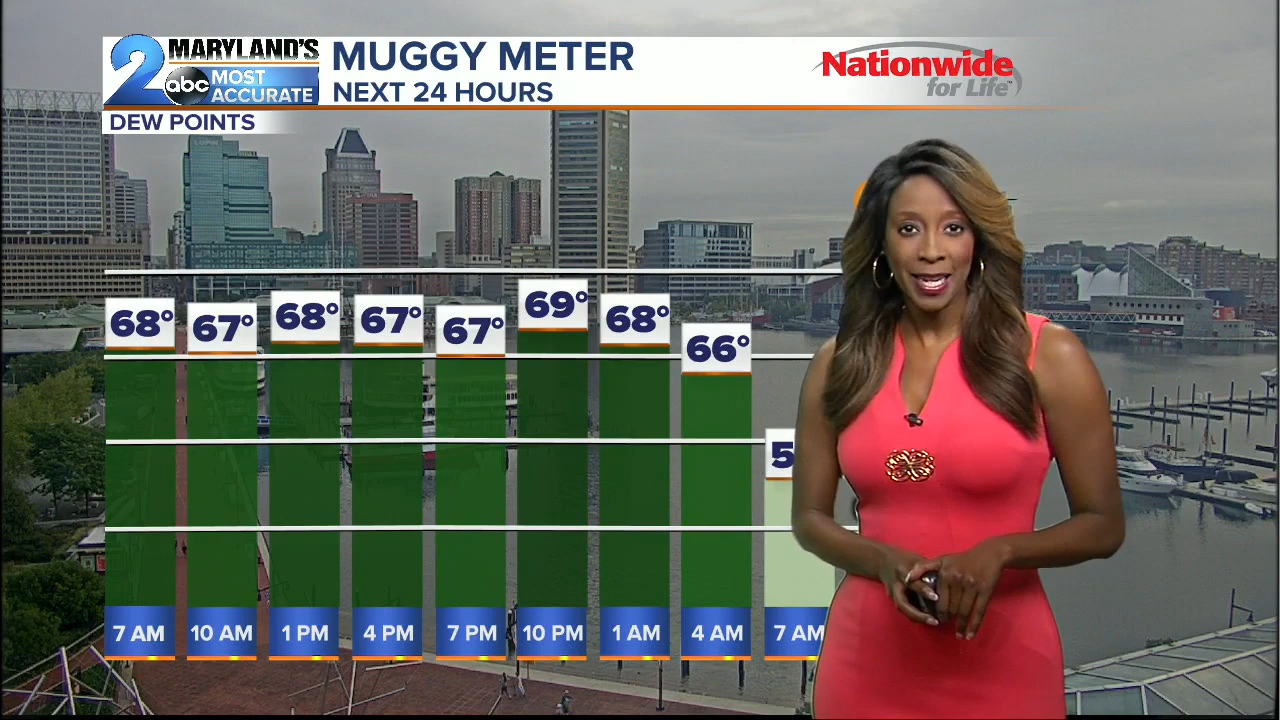 2 MARYLAND'S
abc MOST
ACCURATE
MUGGY METER
NEXT 24 HOURS
DEW POINTS
Nationwide
for Life™
68° 67° 68° 67° 67° 69° 68° 66° 5
7 AM 10 AM 1 PM 4 PM 7 PM 10 PM 1 AM 4 AM 7 AM